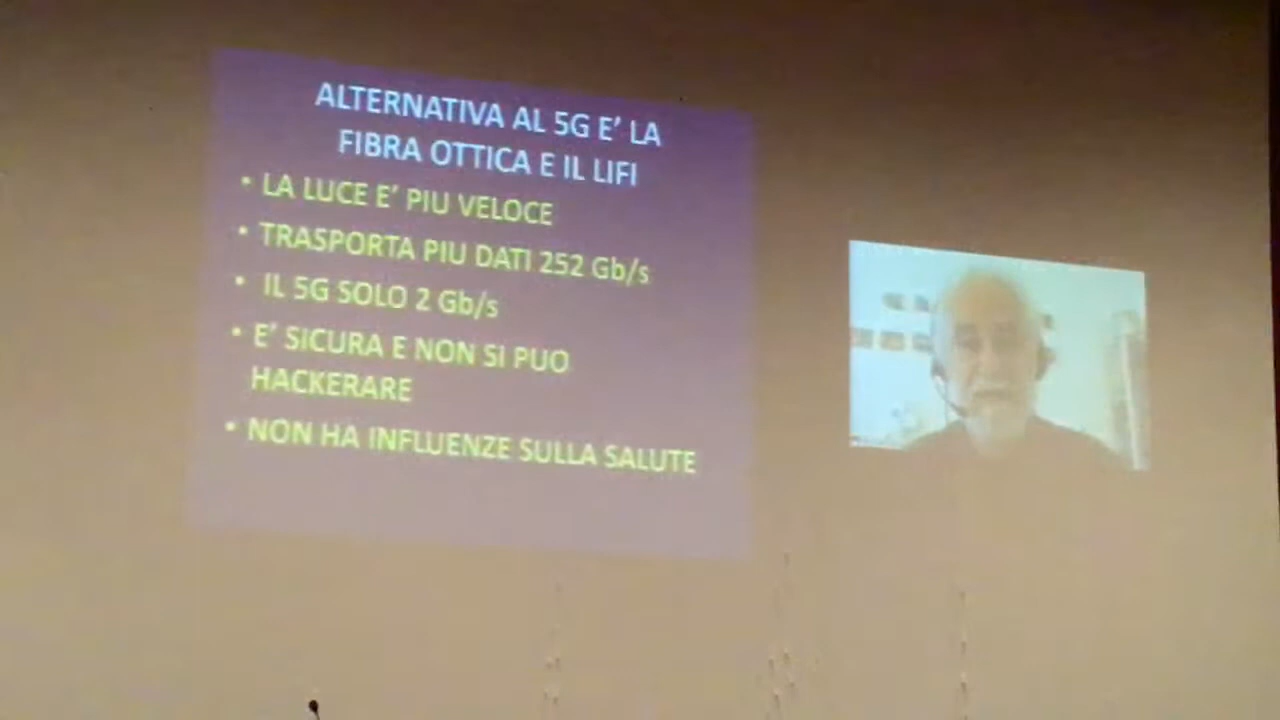 ALTERNATIVA AL 5G E' LA
FIBRA OTTICA E IL LIFI
• LA LUCE E' PIU VELOCE
• TRASPORTA PIU DATI 252 Gb/s
• IL 5G SOLO 2 Gb/s
• E' SICURA E NON SI PUO
HACKERARE
• NON HA INFLUENZE SULLA SALUTE